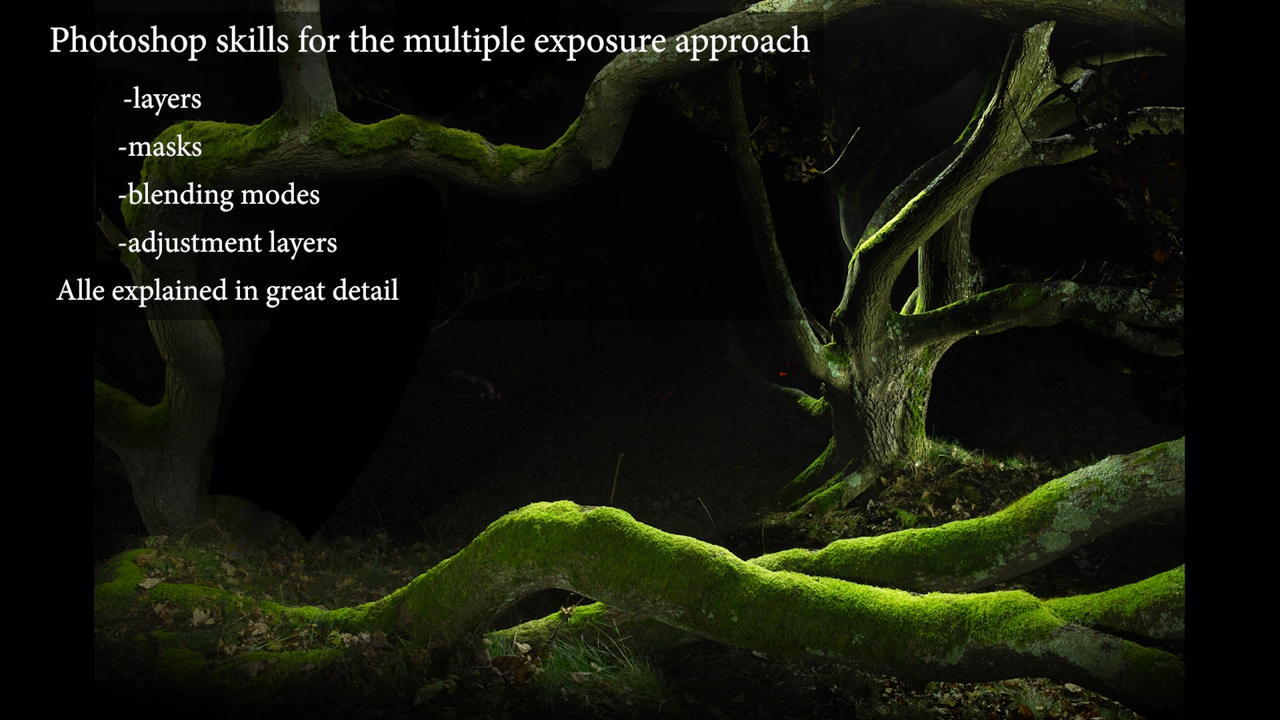 Photoshop skills for the multiple exposure approach
-layers
-masks
-blending modes
-adjustment layers
Alle explained in great detail